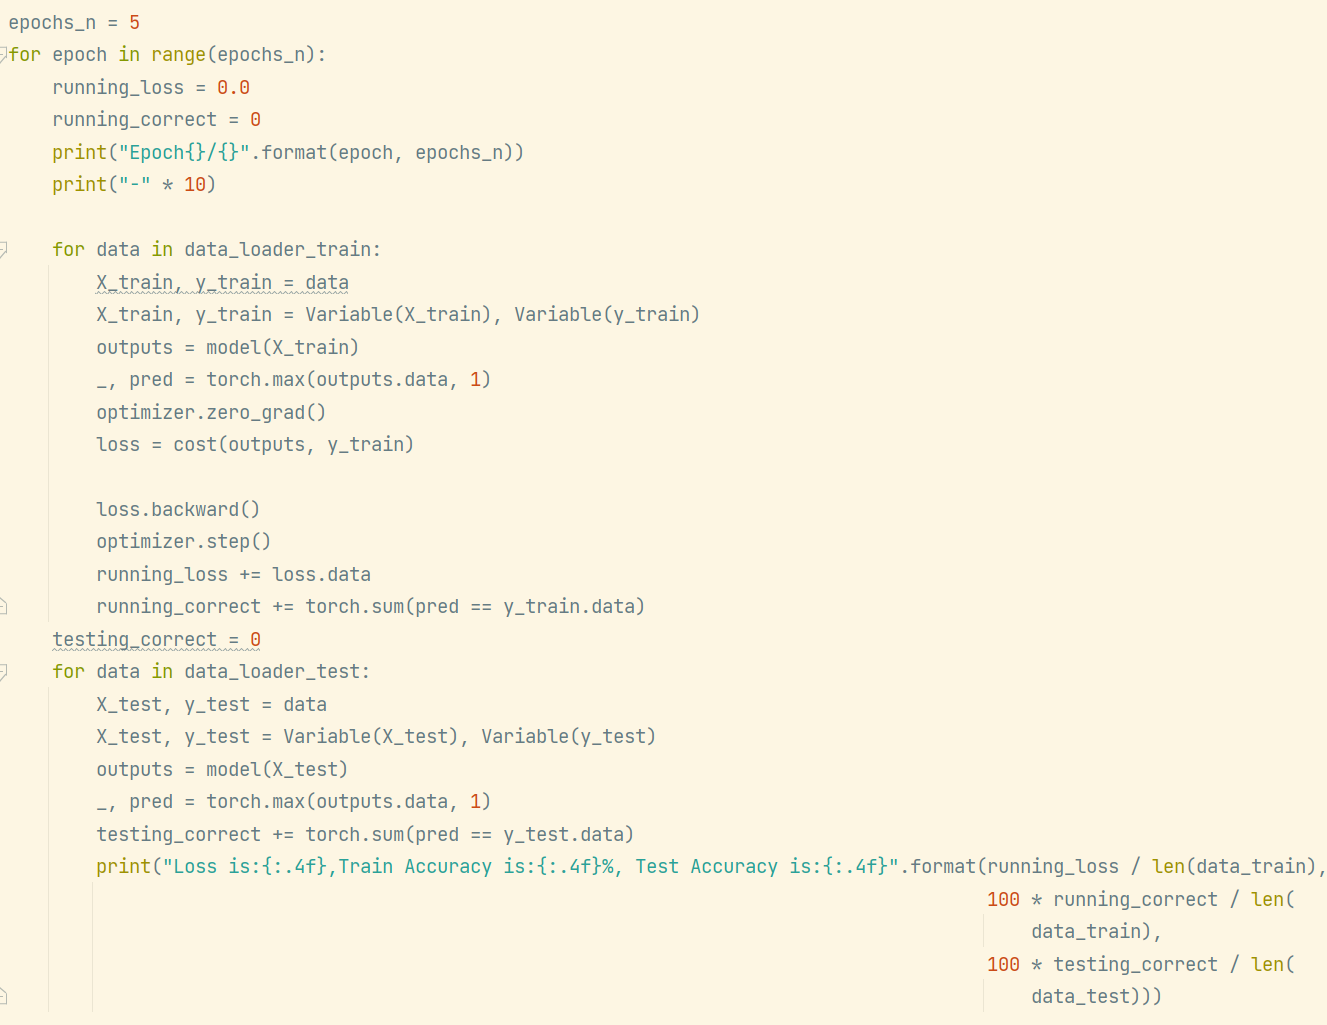 epochs_n = 5
for epoch in range(epochs_n):
    running_loss = 0.0
    running_correct = 0
    print("Epoch{}/{}".format(epoch, epochs_n))
    print("-" * 10)

    for data in data_loader_train:
        X_train, y_train = data
        X_train, y_train = Variable(X_train), Variable(y_train)
        outputs = model(X_train)
        _, pred = torch.max(outputs.data, 1)
        optimizer.zero_grad()
        loss = cost(outputs, y_train)

        loss.backward()
        optimizer.step()
        running_loss += loss.data
        running_correct += torch.sum(pred == y_train.data)
    testing_correct = 0
    for data in data_loader_test:
        X_test, y_test = data
        X_test, y_test = Variable(X_test), Variable(y_test)
        outputs = model(X_test)
        _, pred = torch.max(outputs.data, 1)
        testing_correct += torch.sum(pred == y_test.data)
        print("Loss is:{:.4f},Train Accuracy is:{:.4f}%, Test Accuracy is:{:.4f}".format(running_loss / len(data_train),
                                                                                         100 * running_correct / len(
                                                                                             data_train),
                                                                                         100 * testing_correct / len(
                                                                                             data_test)))